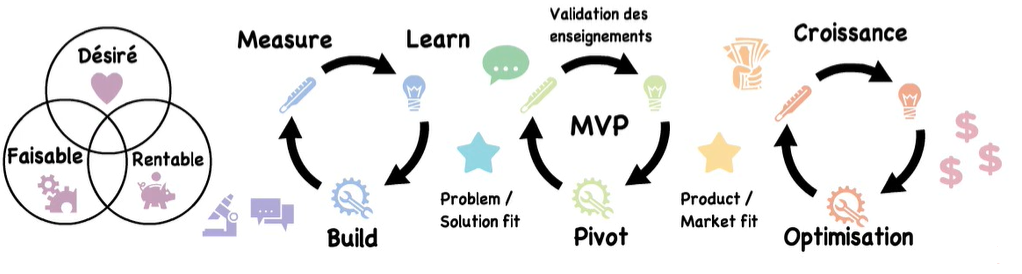 Désiré
Faisable
Rentable
Measure
Learn
Build
Problem /
Solution fit
Validation des
enseignements
MVP
Pivot
Product /
Market fit
Croissance
Optimisation
$
$
$